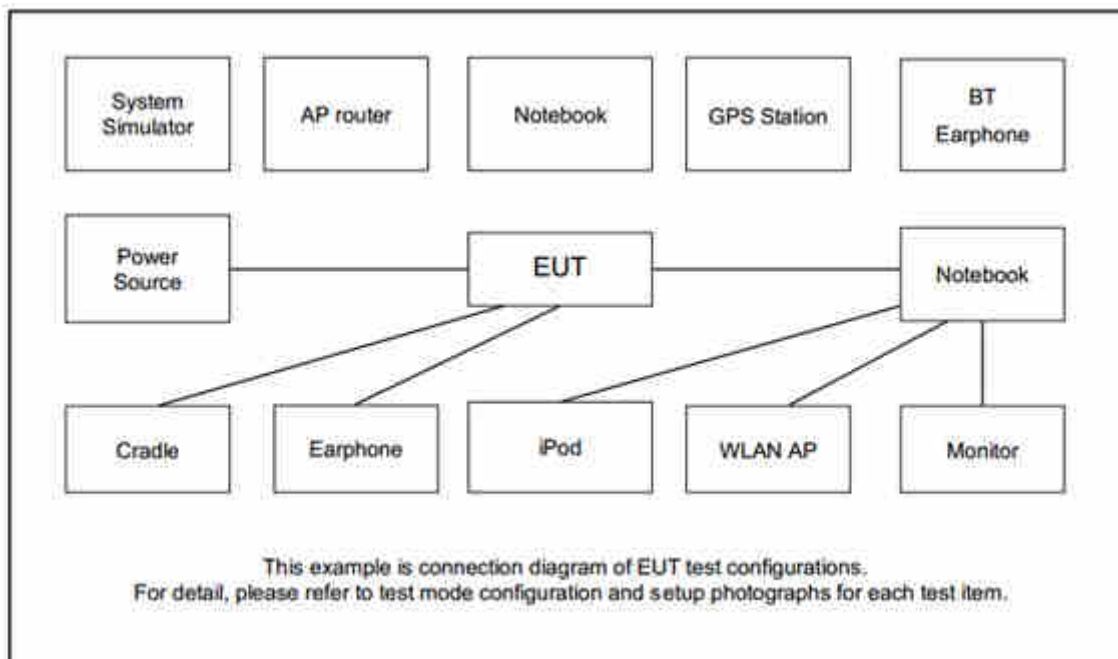 System
Simulator
AP router
Notebook
GPS Station
BT
Earphone
Power
Source
EUT
Notebook
Cradle
Earphone
iPod
WLAN AP
Monitor
This example is connection diagram of EUT test configurations.
For detail, please refer to test mode configuration and setup photographs for each test item.